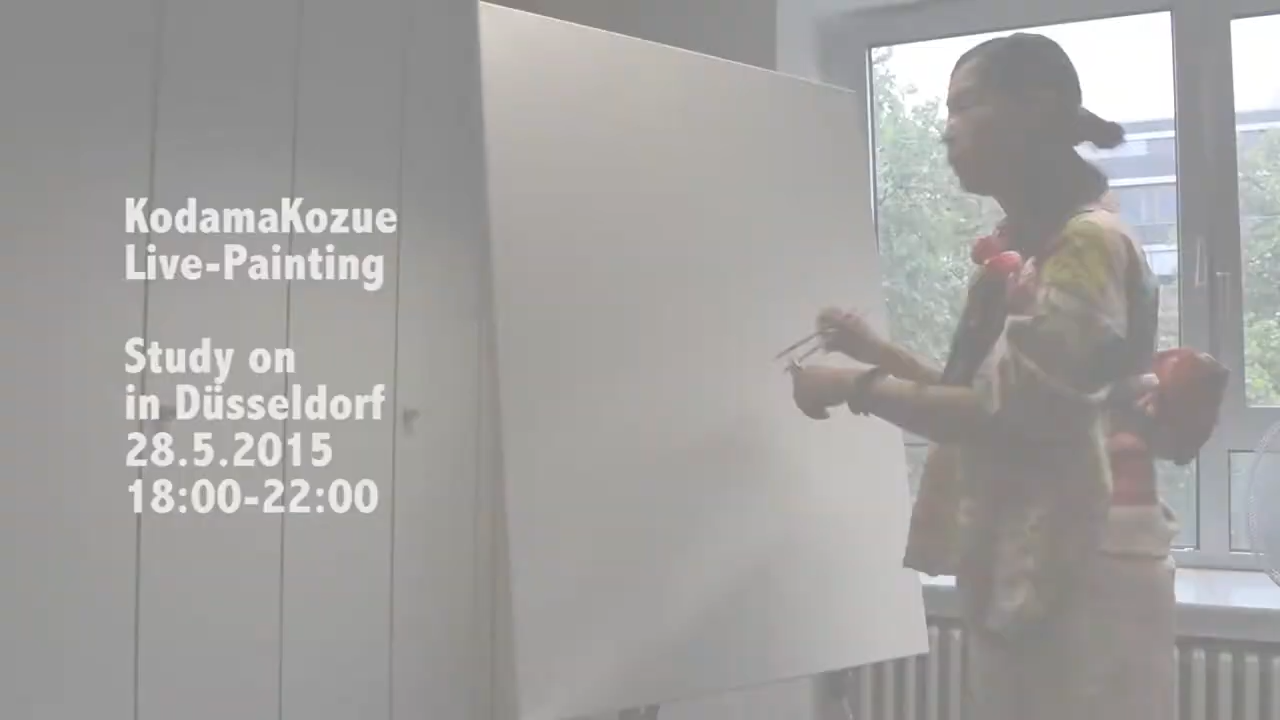 KodamaKozue
Live-Painting
Study on
in Düsseldorf
28.5.2015
18:00-22:00